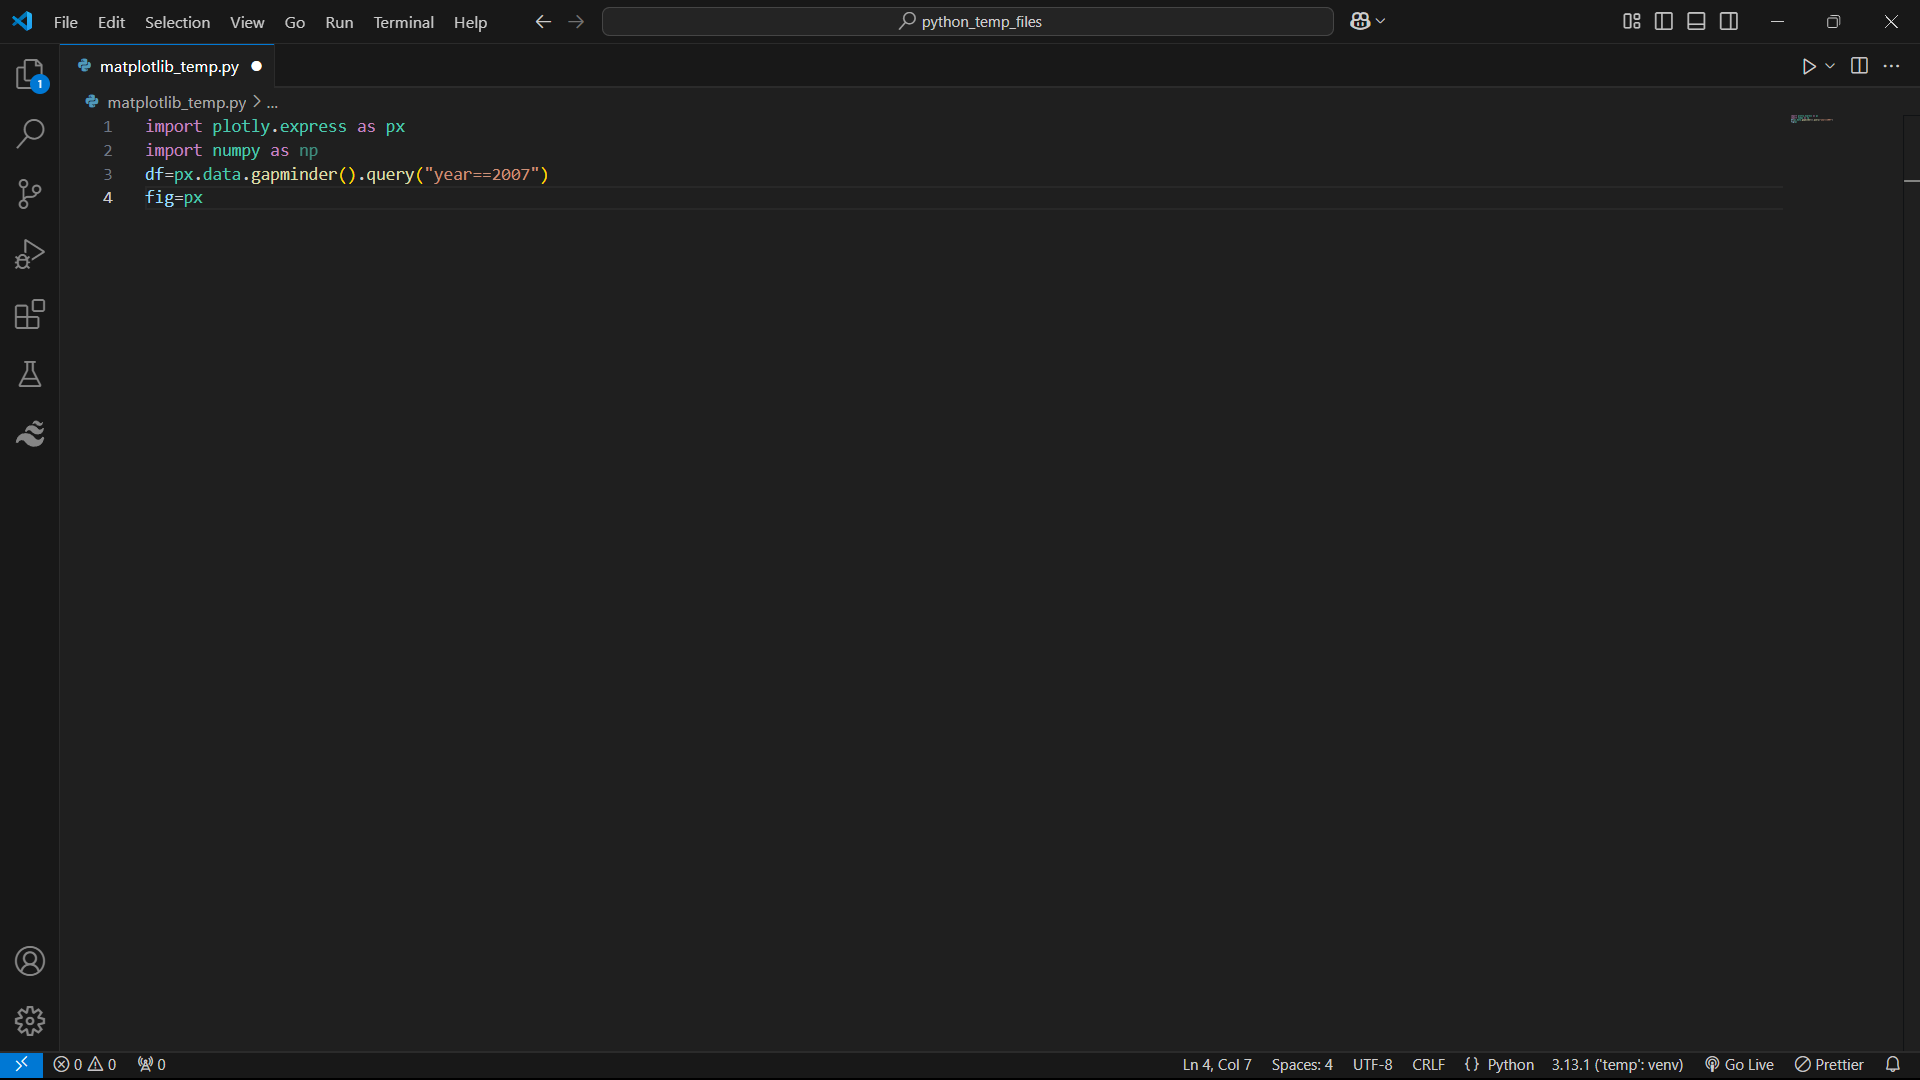 File Edit Selection View Go Run Terminal Help python_temp_files
matplotlib_temp.py
matplotlib_temp.py > ...
1 import plotly.express as px
2 import numpy as np
3 df=px.data.gapminder().query("year==2007")
4 fig=px
1
0 0 0 Ln 4, Col 7 Spaces: 4 UTF-8 CRLF {} Python 3.13.1 ('temp': venv) Go Live Prettier